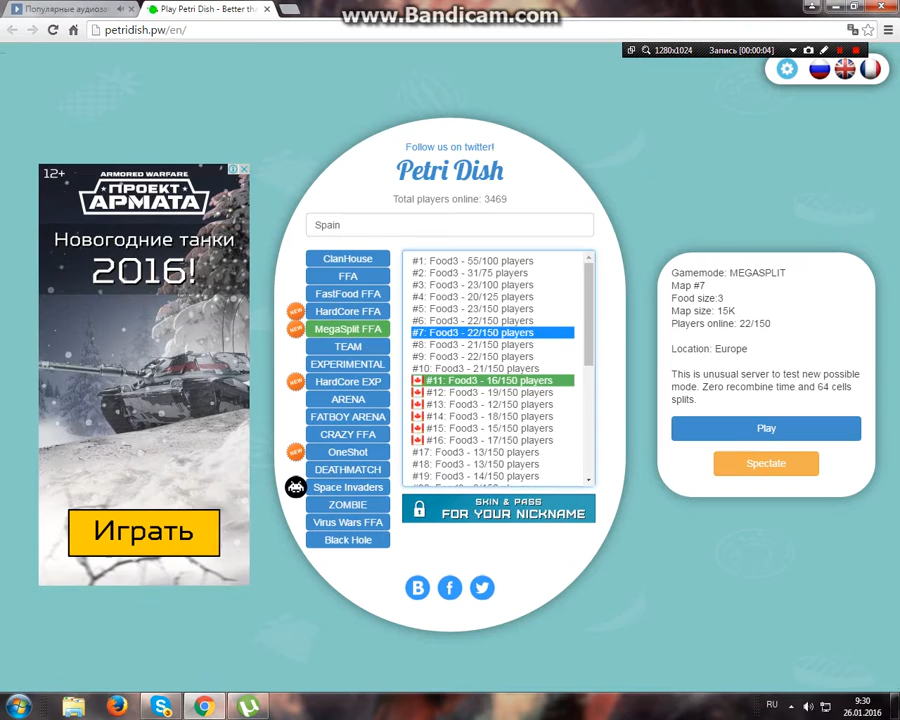 www.Bandicam.com
Популярные аудиоза
Play Petri Dish - Better tha
petridish.pw/en/
1280x1024
Запись [00:00:04]
12+
ARMORED WARFARE
ПРОЕКТ
АРМАТА
Новогодние танки
2016!
Играть
Follow us on twitter!
Petri Dish
Total players online: 3469
Spain
ClanHouse
FFA
FastFood FFA
NEW
HardCore FFA
NEW
MegaSplit FFA
TEAM
EXPERIMENTAL
NEW
HardCore EXP
ARENA
FATBOY ARENA
CRAZY FFA
NEW
OneShot
DEATHMATCH
Space Invaders
ZOMBIE
Virus Wars FFA
Black Hole
#1: Food3 - 55/100 players
#2: Food3 - 31/75 players
#3: Food3 - 23/100 players
#4: Food3 - 20/125 players
#5: Food3 - 23/150 players
#6: Food3 - 22/150 players
#7: Food3 - 22/150 players
#8: Food3 - 21/150 players
#9: Food3 - 22/150 players
#10: Food3 - 21/150 players
#11: Food3 - 16/150 players
#12: Food3 - 19/150 players
#13: Food3 - 12/150 players
#14: Food3 - 18/150 players
#15: Food3 - 15/150 players
#16: Food3 - 17/150 players
#17: Food3 - 13/150 players
#18: Food3 - 13/150 players
#19: Food3 - 14/150 players
SKIN & PASS
FOR YOUR NICKNAME
Gamemode: MEGASPLIT
Map #7
Food size:3
Map size: 15K
Players online: 22/150
Location: Europe
This is unusual server to test new possible
mode. Zero recombine time and 64 cells
splits.
Play
Spectate
RU
9:30
26.01.2016